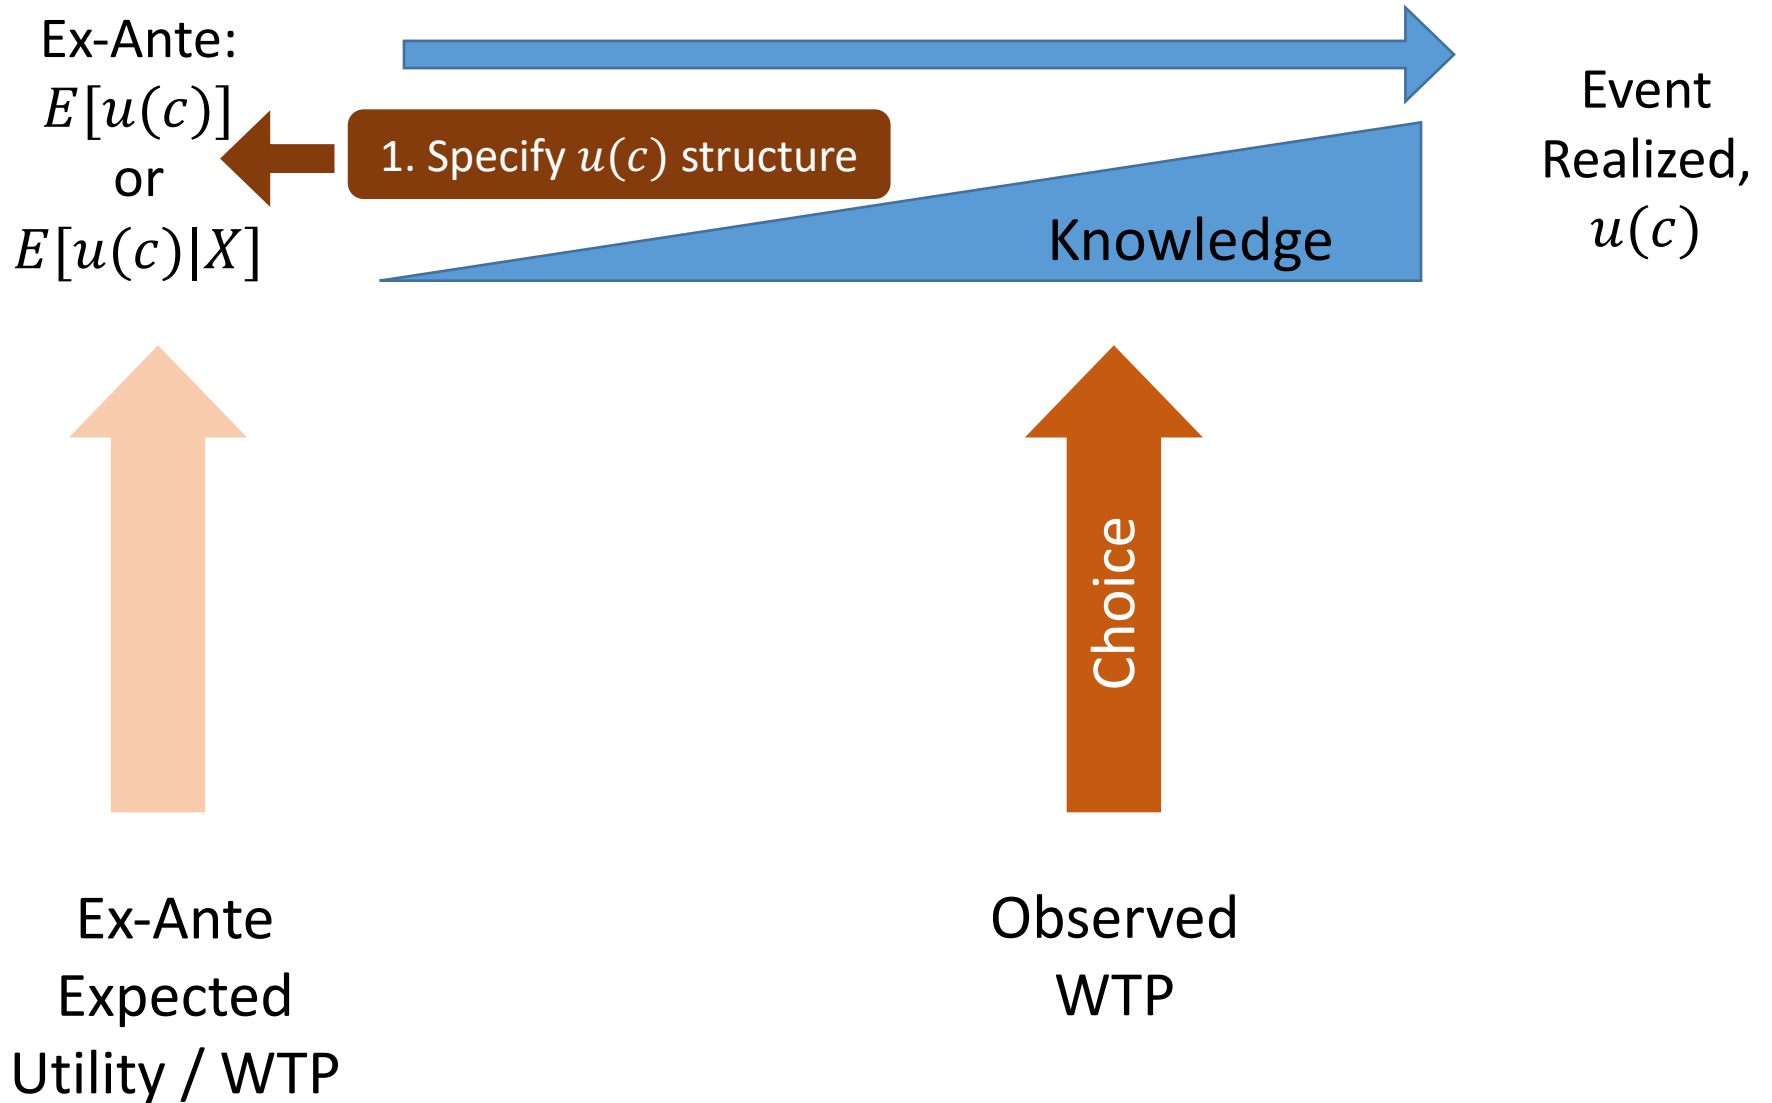 Ex-Ante:
E[u(c)]
or
E[u(c)|X]
1. Specify u(c) structure
Knowledge
Event
Realized,
u(c)
Choice
Ex-Ante
Expected
Utility / WTP
Observed
WTP